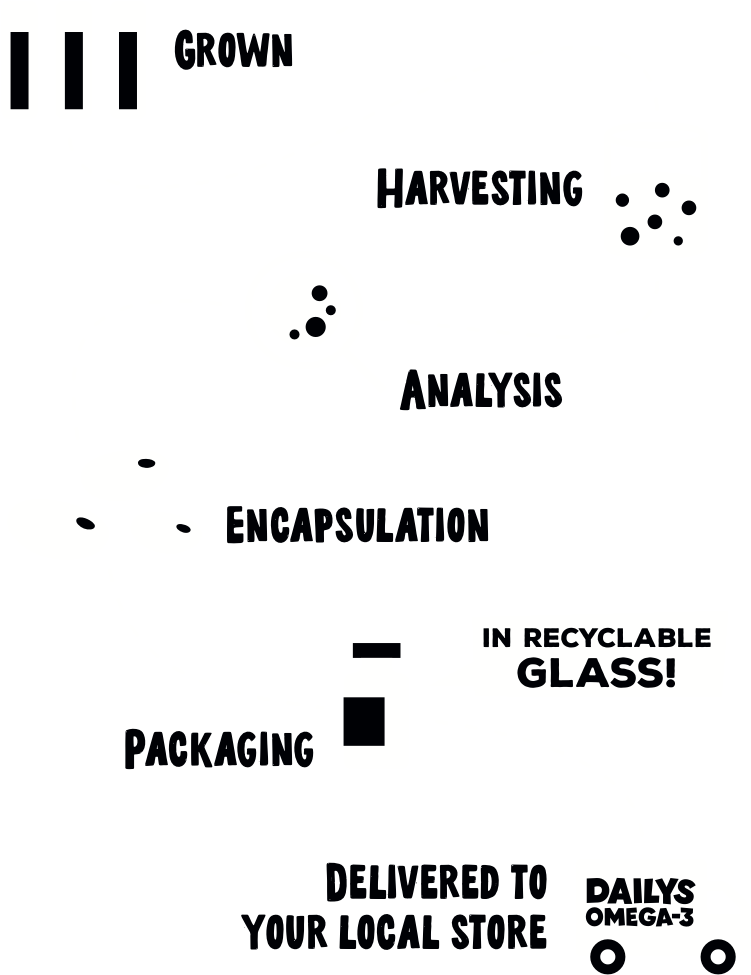 GROWN
HARVESTING
ANALYSIS
ENCAPSULATION
IN RECYCLABLE
GLASS!
PACKAGING
DELIVERED TO
YOUR LOCAL STORE
DAILYS
OMEGA-3